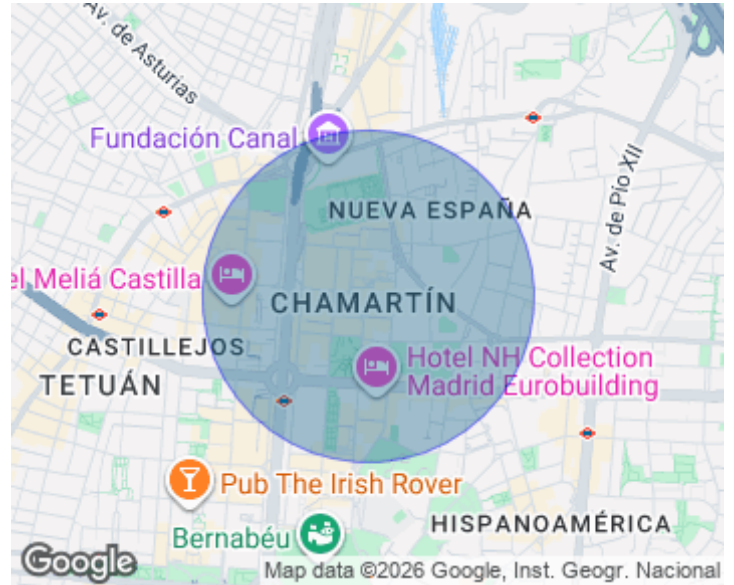 Av. de Asturias
Fundación Canal
NUEVA ESPAÑA
Av. de Pío XII
el Meliá Castilla
CHAMARTÍN
CASTILLEJOS
TETUÁN
Hotel NH Collection
Madrid Eurobuilding
Pub The Irish Rover
Bernabéu
HISPANOAMÉRICA
Google
Map data ©2026 Google, Inst. Geogr. Nacional